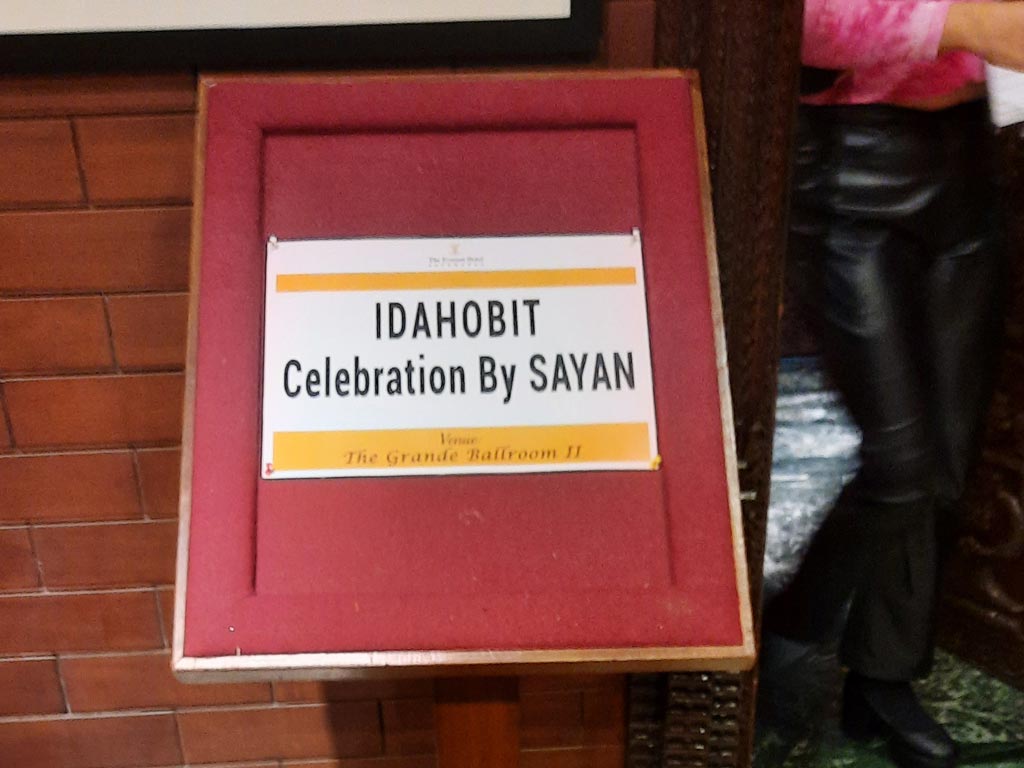 IDAHOBIT
Celebration By SAYAN
Venue
The Grande Ballroom II